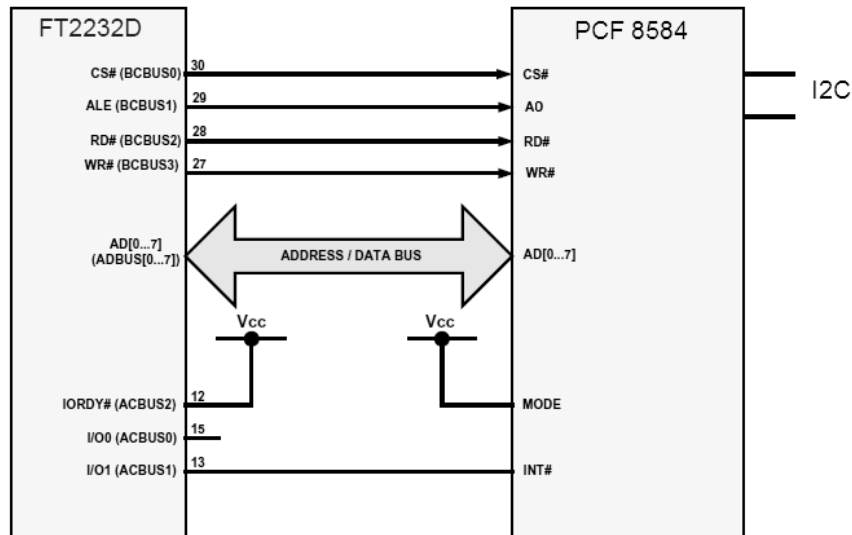 FT2232D
PCF 8584
CS# (BCBUS0)
30
CS#
I2C
ALE (BCBUS1)
29
A0
RD# (BCBUS2)
28
RD#
WR# (BCBUS3)
27
WR#
AD[0...7]
(ADBUS[0...7])
ADDRESS / DATA BUS
AD[0...7]
Vcc
Vcc
IORDY# (ACBUS2)
12
MODE
I/O0 (ACBUS0)
15
I/O1 (ACBUS1)
13
INT#